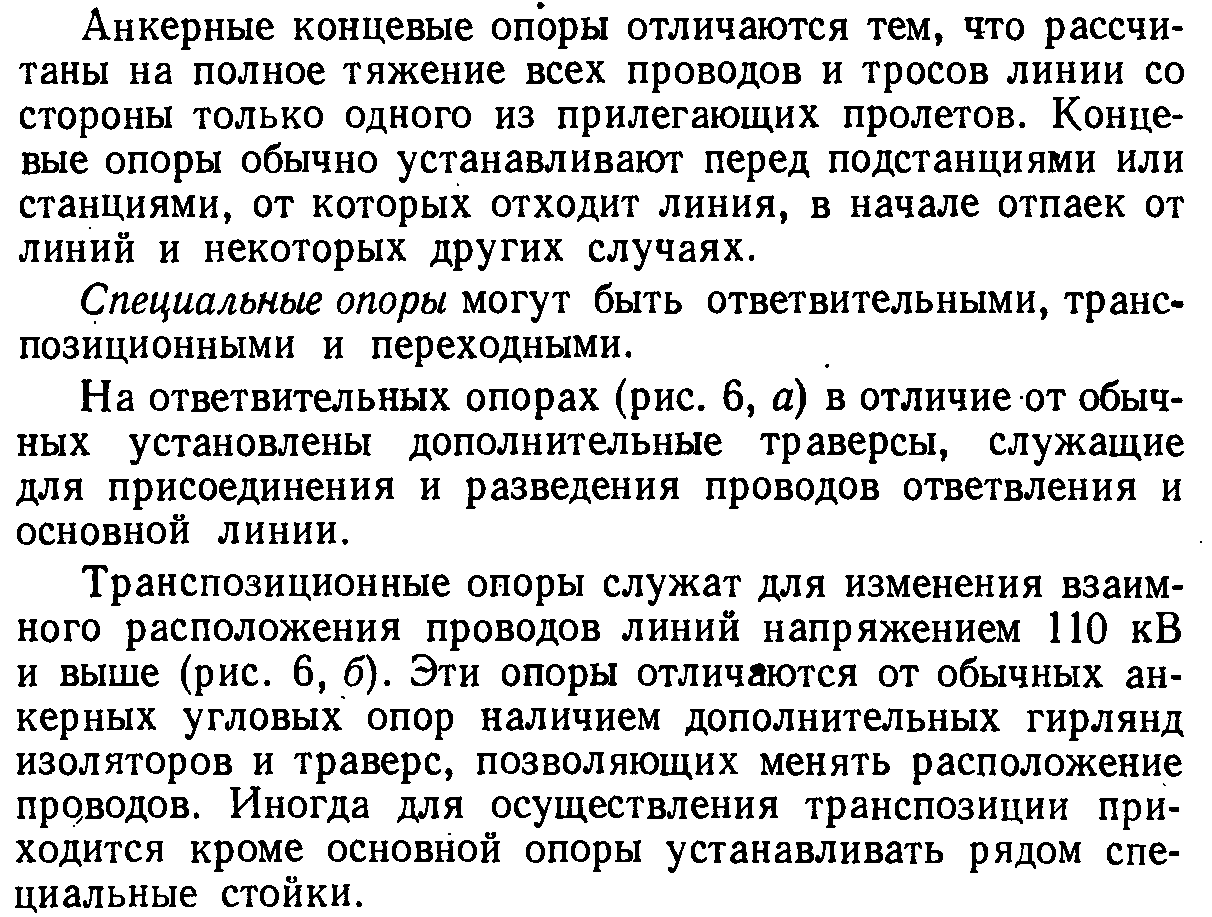 Анкерные концевые опоры отличаются тем, что рассчи-
таны на полное тяжение всех проводов и тросов линии со
стороны только одного из прилегающих пролетов. Конце-
вые опоры обычно устанавливают перед подстанциями или
станциями, от которых отходит линия, в начале отпаек от
линий и некоторых других случаях.
Специальные опоры могут быть ответвительными, транс-
позиционными и переходными.
На ответвительных опорах (рис. 6, а) в отличие от обыч-
ных установлены дополнительные траверсы, служащие
для присоединения и разведения проводов ответвления и
основной линии.
Транспозиционные опоры служат для изменения взаим-
ного расположения проводов линий напряжением 110 кВ
и выше (рис. 6, б). Эти опоры отличаются от обычных ан-
керных угловых опор наличием дополнительных гирлянд
изоляторов и траверс, позволяющих менять расположение
проводов. Иногда для осуществления транспозиции при-
ходится кроме основной опоры устанавливать рядом спе-
циальные стойки.